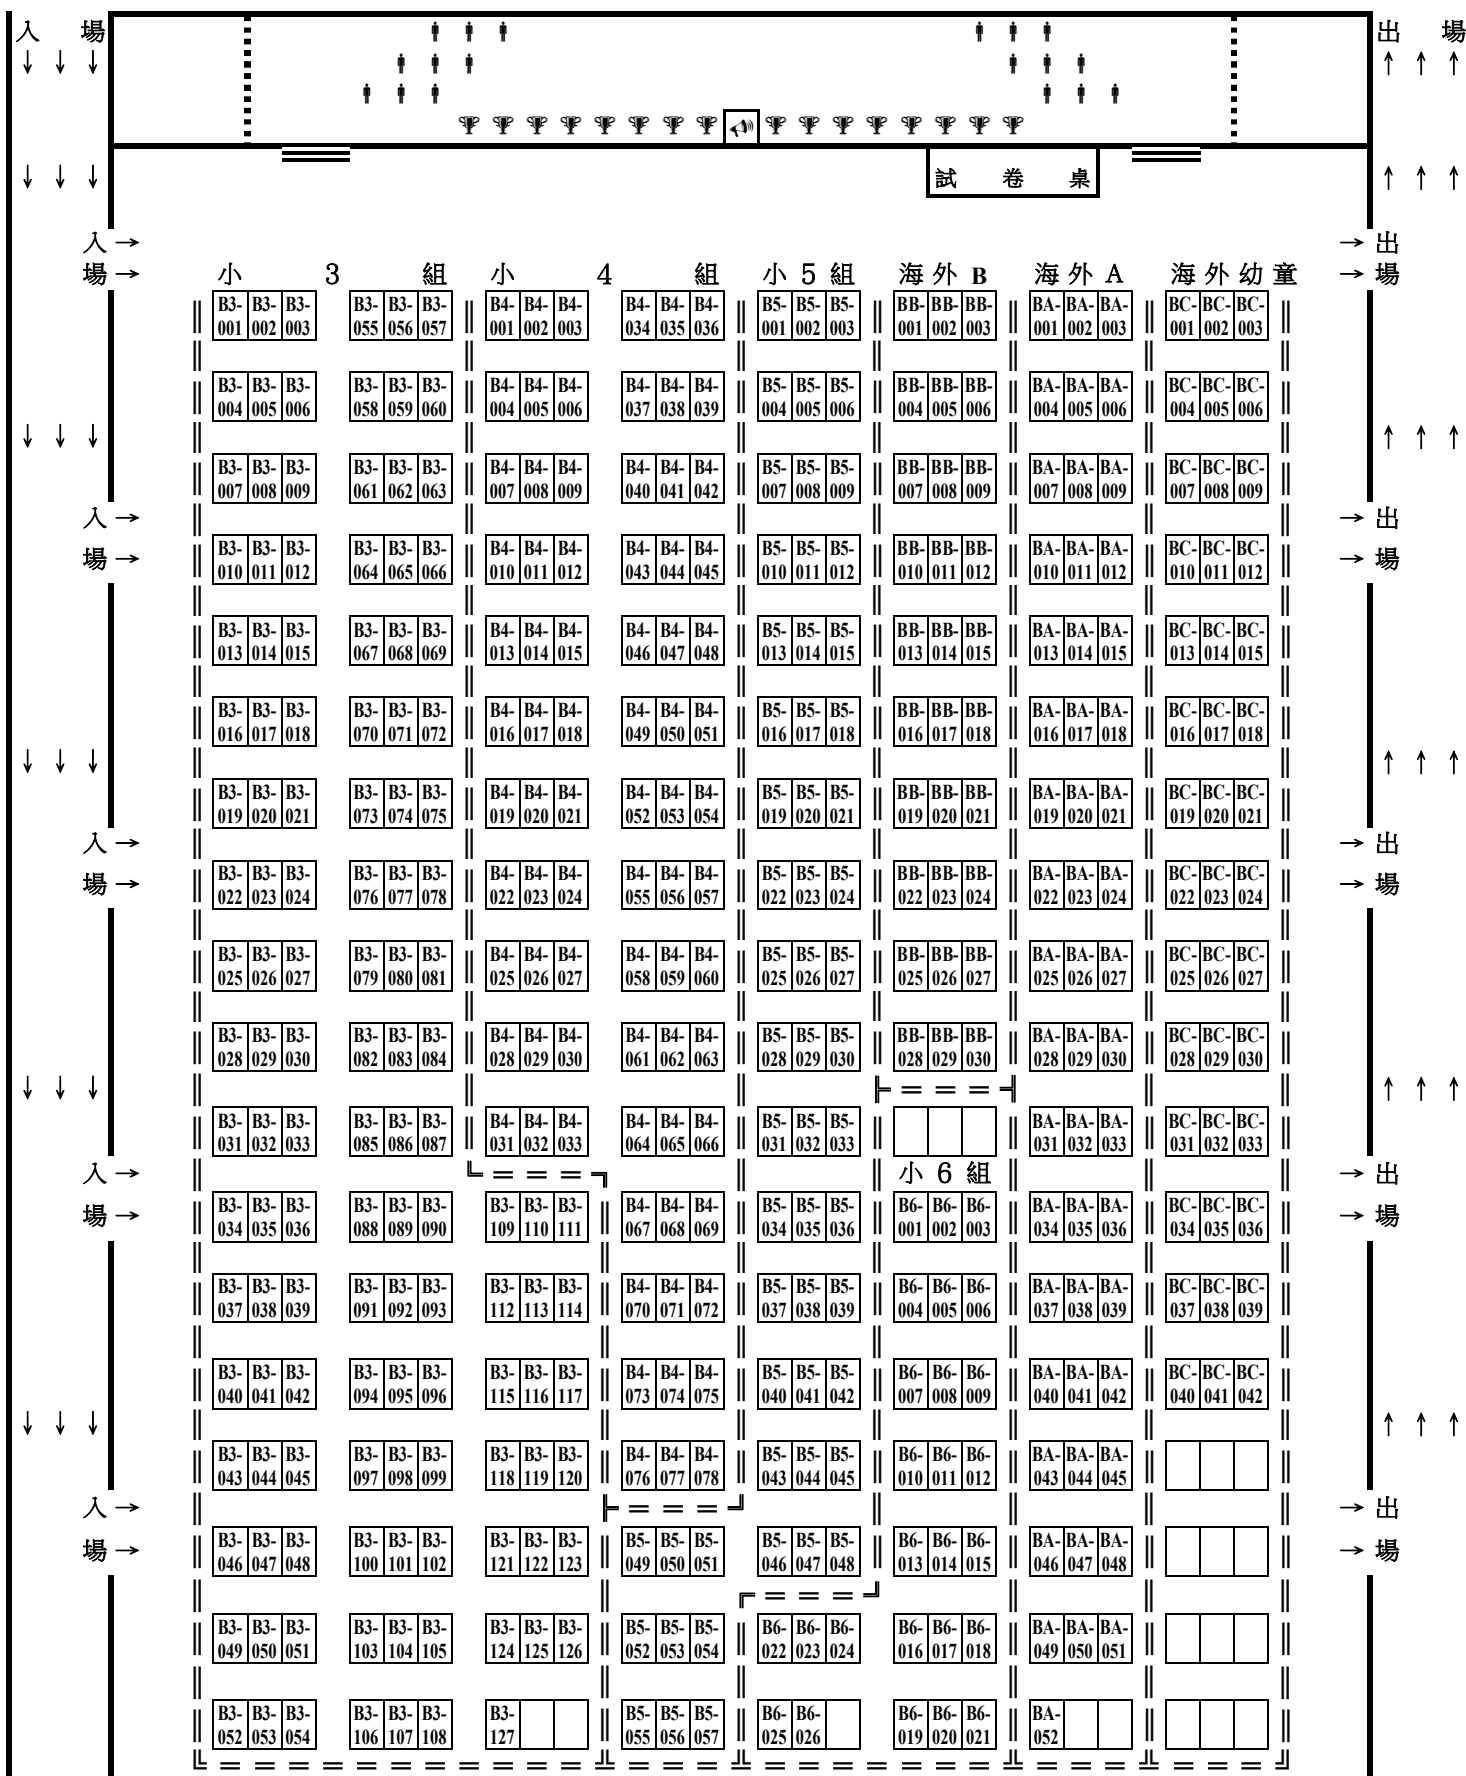 入 場 出 場
↓ ↓ ↓ ↑ ↑ ↑
↓ ↓ ↓ 試 卷 桌 ↑ ↑ ↑
入 → → 出
場 → 小 3 組 小 4 組 小 5 組 海 外 B 海 外 A 海 外 幼 童 → 場
B3- B3- B3- B3- B3- B3- B4- B4- B4- B4- B4- B4- B5- B5- B5- BB- BB- BB- BA- BA- BA- BC- BC- BC-
001 002 003 055 056 057 001 002 003 034 035 036 001 002 003 001 002 003 001 002 003 001 002 003
B3- B3- B3- B3- B3- B3- B4- B4- B4- B4- B4- B4- B5- B5- B5- BB- BB- BB- BA- BA- BA- BC- BC- BC-
004 005 006 058 059 060 004 005 006 037 038 039 004 005 006 004 005 006 004 005 006 004 005 006
↓ ↓ ↓ ↑ ↑ ↑
B3- B3- B3- B3- B3- B3- B4- B4- B4- B4- B4- B4- B5- B5- B5- BB- BB- BB- BA- BA- BA- BC- BC- BC-
007 008 009 061 062 063 007 008 009 040 041 042 007 008 009 007 008 009 007 008 009 007 008 009
入 → → 出
B3- B3- B3- B3- B3- B3- B4- B4- B4- B4- B4- B4- B5- B5- B5- BB- BB- BB- BA- BA- BA- BC- BC- BC-
場 → → 場
010 011 012 064 065 066 010 011 012 043 044 045 010 011 012 010 011 012 010 011 012 010 011 012
B3- B3- B3- B3- B3- B3- B4- B4- B4- B4- B4- B4- B5- B5- B5- BB- BB- BB- BA- BA- BA- BC- BC- BC-
013 014 015 067 068 069 013 014 015 046 047 048 013 014 015 013 014 015 013 014 015 013 014 015
B3- B3- B3- B3- B3- B3- B4- B4- B4- B4- B4- B4- B5- B5- B5- BB- BB- BB- BA- BA- BA- BC- BC- BC-
016 017 018 070 071 072 016 017 018 049 050 051 016 017 018 016 017 018 016 017 018 016 017 018
↓ ↓ ↓ ↑ ↑ ↑
B3- B3- B3- B3- B3- B3- B4- B4- B4- B4- B4- B4- B5- B5- B5- BB- BB- BB- BA- BA- BA- BC- BC- BC-
019 020 021 073 074 075 019 020 021 052 053 054 019 020 021 019 020 021 019 020 021 019 020 021
入 → → 出
B3- B3- B3- B3- B3- B3- B4- B4- B4- B4- B4- B4- B5- B5- B5- BB- BB- BB- BA- BA- BA- BC- BC- BC-
場 → → 場
022 023 024 076 077 078 022 023 024 055 056 057 022 023 024 022 023 024 022 023 024 022 023 024
B3- B3- B3- B3- B3- B3- B4- B4- B4- B4- B4- B4- B5- B5- B5- BB- BB- BB- BA- BA- BA- BC- BC- BC-
025 026 027 079 080 081 025 026 027 058 059 060 025 026 027 025 026 027 025 026 027 025 026 027
B3- B3- B3- B3- B3- B3- B4- B4- B4- B4- B4- B4- B5- B5- B5- BB- BB- BB- BA- BA- BA- BC- BC- BC-
028 029 030 082 083 084 028 029 030 061 062 063 028 029 030 028 029 030 028 029 030 028 029 030
↓ ↓ ↓ ↑ ↑ ↑
B3- B3- B3- B3- B3- B3- B4- B4- B4- B4- B4- B4- B5- B5- B5- BA- BA- BA- BC- BC- BC-
031 032 033 085 086 087 031 032 033 064 065 066 031 032 033 031 032 033 031 032 033
入 → 小 6 組 → 出
B3- B3- B3- B3- B3- B3- B3- B3- B3- B4- B4- B4- B5- B5- B5- B6- B6- B6- BA- BA- BA- BC- BC- BC-
場 → → 場
034 035 036 088 089 090 109 110 111 067 068 069 034 035 036 001 002 003 034 035 036 034 035 036
B3- B3- B3- B3- B3- B3- B3- B3- B3- B4- B4- B4- B5- B5- B5- B6- B6- B6- BA- BA- BA- BC- BC- BC-
037 038 039 091 092 093 112 113 114 070 071 072 037 038 039 004 005 006 037 038 039 037 038 039
B3- B3- B3- B3- B3- B3- B3- B3- B3- B4- B4- B4- B5- B5- B5- B6- B6- B6- BA- BA- BA- BC- BC- BC-
040 041 042 094 095 096 115 116 117 073 074 075 040 041 042 007 008 009 040 041 042 040 041 042
↓ ↓ ↓ ↑ ↑ ↑
B3- B3- B3- B3- B3- B3- B3- B3- B3- B4- B4- B4- B5- B5- B5- B6- B6- B6- BA- BA- BA-
043 044 045 097 098 099 118 119 120 076 077 078 043 044 045 010 011 012 043 044 045
入 → → 出
B3- B3- B3- B3- B3- B3- B3- B3- B3- B5- B5- B5- B5- B5- B5- B6- B6- B6- BA- BA- BA-
場 → → 場
046 047 048 100 101 102 121 122 123 049 050 051 046 047 048 013 014 015 046 047 048
B3- B3- B3- B3- B3- B3- B3- B3- B3- B5- B5- B5- B6- B6- B6- B6- B6- B6- BA- BA- BA-
049 050 051 103 104 105 124 125 126 052 053 054 022 023 024 016 017 018 049 050 051
B3- B3- B3- B3- B3- B3- B3- B5- B5- B5- B6- B6- B6- B6- B6- BA-
052 053 054 106 107 108 127 055 056 057 025 026 019 020 021 052